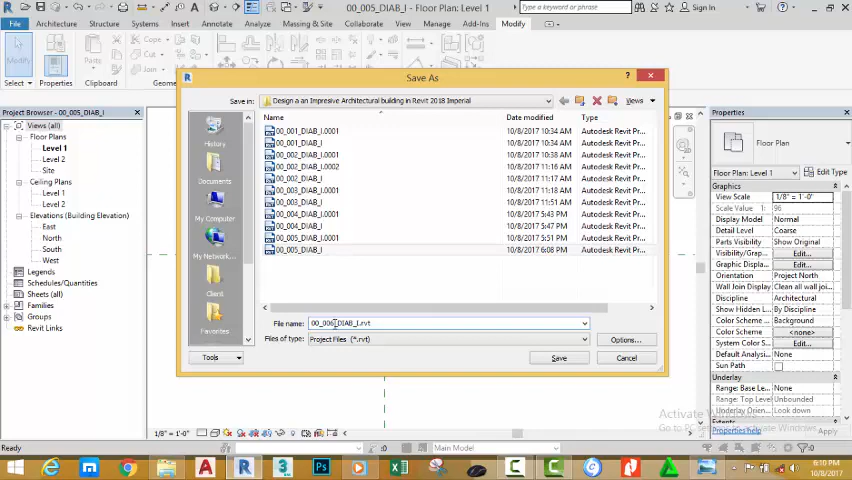 00_005_DIAB_I - Floor Plan: Level 1
Type a keyword or phrase
Sign In
File Architecture Structure Systems Insert Annotate Analyze Massing & Site Collaborate View Manage Add-Ins Modify
Modify
Paste
Cope
Cut
Join
Select Properties Clipboard
Project Browser - 00_005_DIAB_I
Views (all)
Floor Plans
Level 1
Level 2
Site
Ceiling Plans
Level 1
Level 2
Elevations (Building Elevation)
East
North
South
West
Legends
Schedules/Quantities
Sheets (all)
Families
Groups
Revit Links
Save As
Save in: Design a an Impresive Architectural building in Revit 2018 Imperial
Views
History
Documents
My Computer
My Network...
Client
Favorites
Name Date modified Type
00_001_DIAB_I.0001 10/8/2017 10:34 AM Autodesk Revit Pr...
00_001_DIAB_I 10/8/2017 10:34 AM Autodesk Revit Pr...
00_002_DIAB_I.0001 10/8/2017 10:38 AM Autodesk Revit Pr...
00_002_DIAB_I.0002 10/8/2017 11:16 AM Autodesk Revit Pr...
00_002_DIAB_I 10/8/2017 11:17 AM Autodesk Revit Pr...
00_003_DIAB_I.0001 10/8/2017 11:18 AM Autodesk Revit Pr...
00_003_DIAB_I 10/8/2017 11:51 AM Autodesk Revit Pr...
00_004_DIAB_I.0001 10/8/2017 5:43 PM Autodesk Revit Pr...
00_004_DIAB_I 10/8/2017 5:47 PM Autodesk Revit Pr...
00_005_DIAB_I.0001 10/8/2017 5:51 PM Autodesk Revit Pr...
00_005_DIAB_I 10/8/2017 6:08 PM Autodesk Revit Pr...
File name: 00_006_DIAB_I.rvt
Files of type: Project Files (*.rvt)
Options...
Tools
Save
Cancel
Properties
Floor Plan
Floor Plan: Level 1 Edit Type
Graphics
View Scale 1/8" = 1'-0"
Scale Value 1: 96
Display Model Normal
Detail Level Coarse
Parts Visibility Show Original
Visibility/Grap... Edit...
Graphic Displa... Edit...
Orientation Project North
Wall Join Display Clean all wall joi...
Discipline Architectural
Show Hidden ... By Discipline
Color Scheme ... Background
Color Scheme <none>
System Color S... Edit...
Default Analysi... None
Sun Path
Underlay
Range: Base Level None
Range: Top Level Unbounded
Underlay Orien... Look down
Extents
Properties help Apply
Activate Windows
Go to PC settings to activate Windows.
1/8" = 1'-0"
Ready
:0
Main Model
:0
6:10 PM
10/8/2017